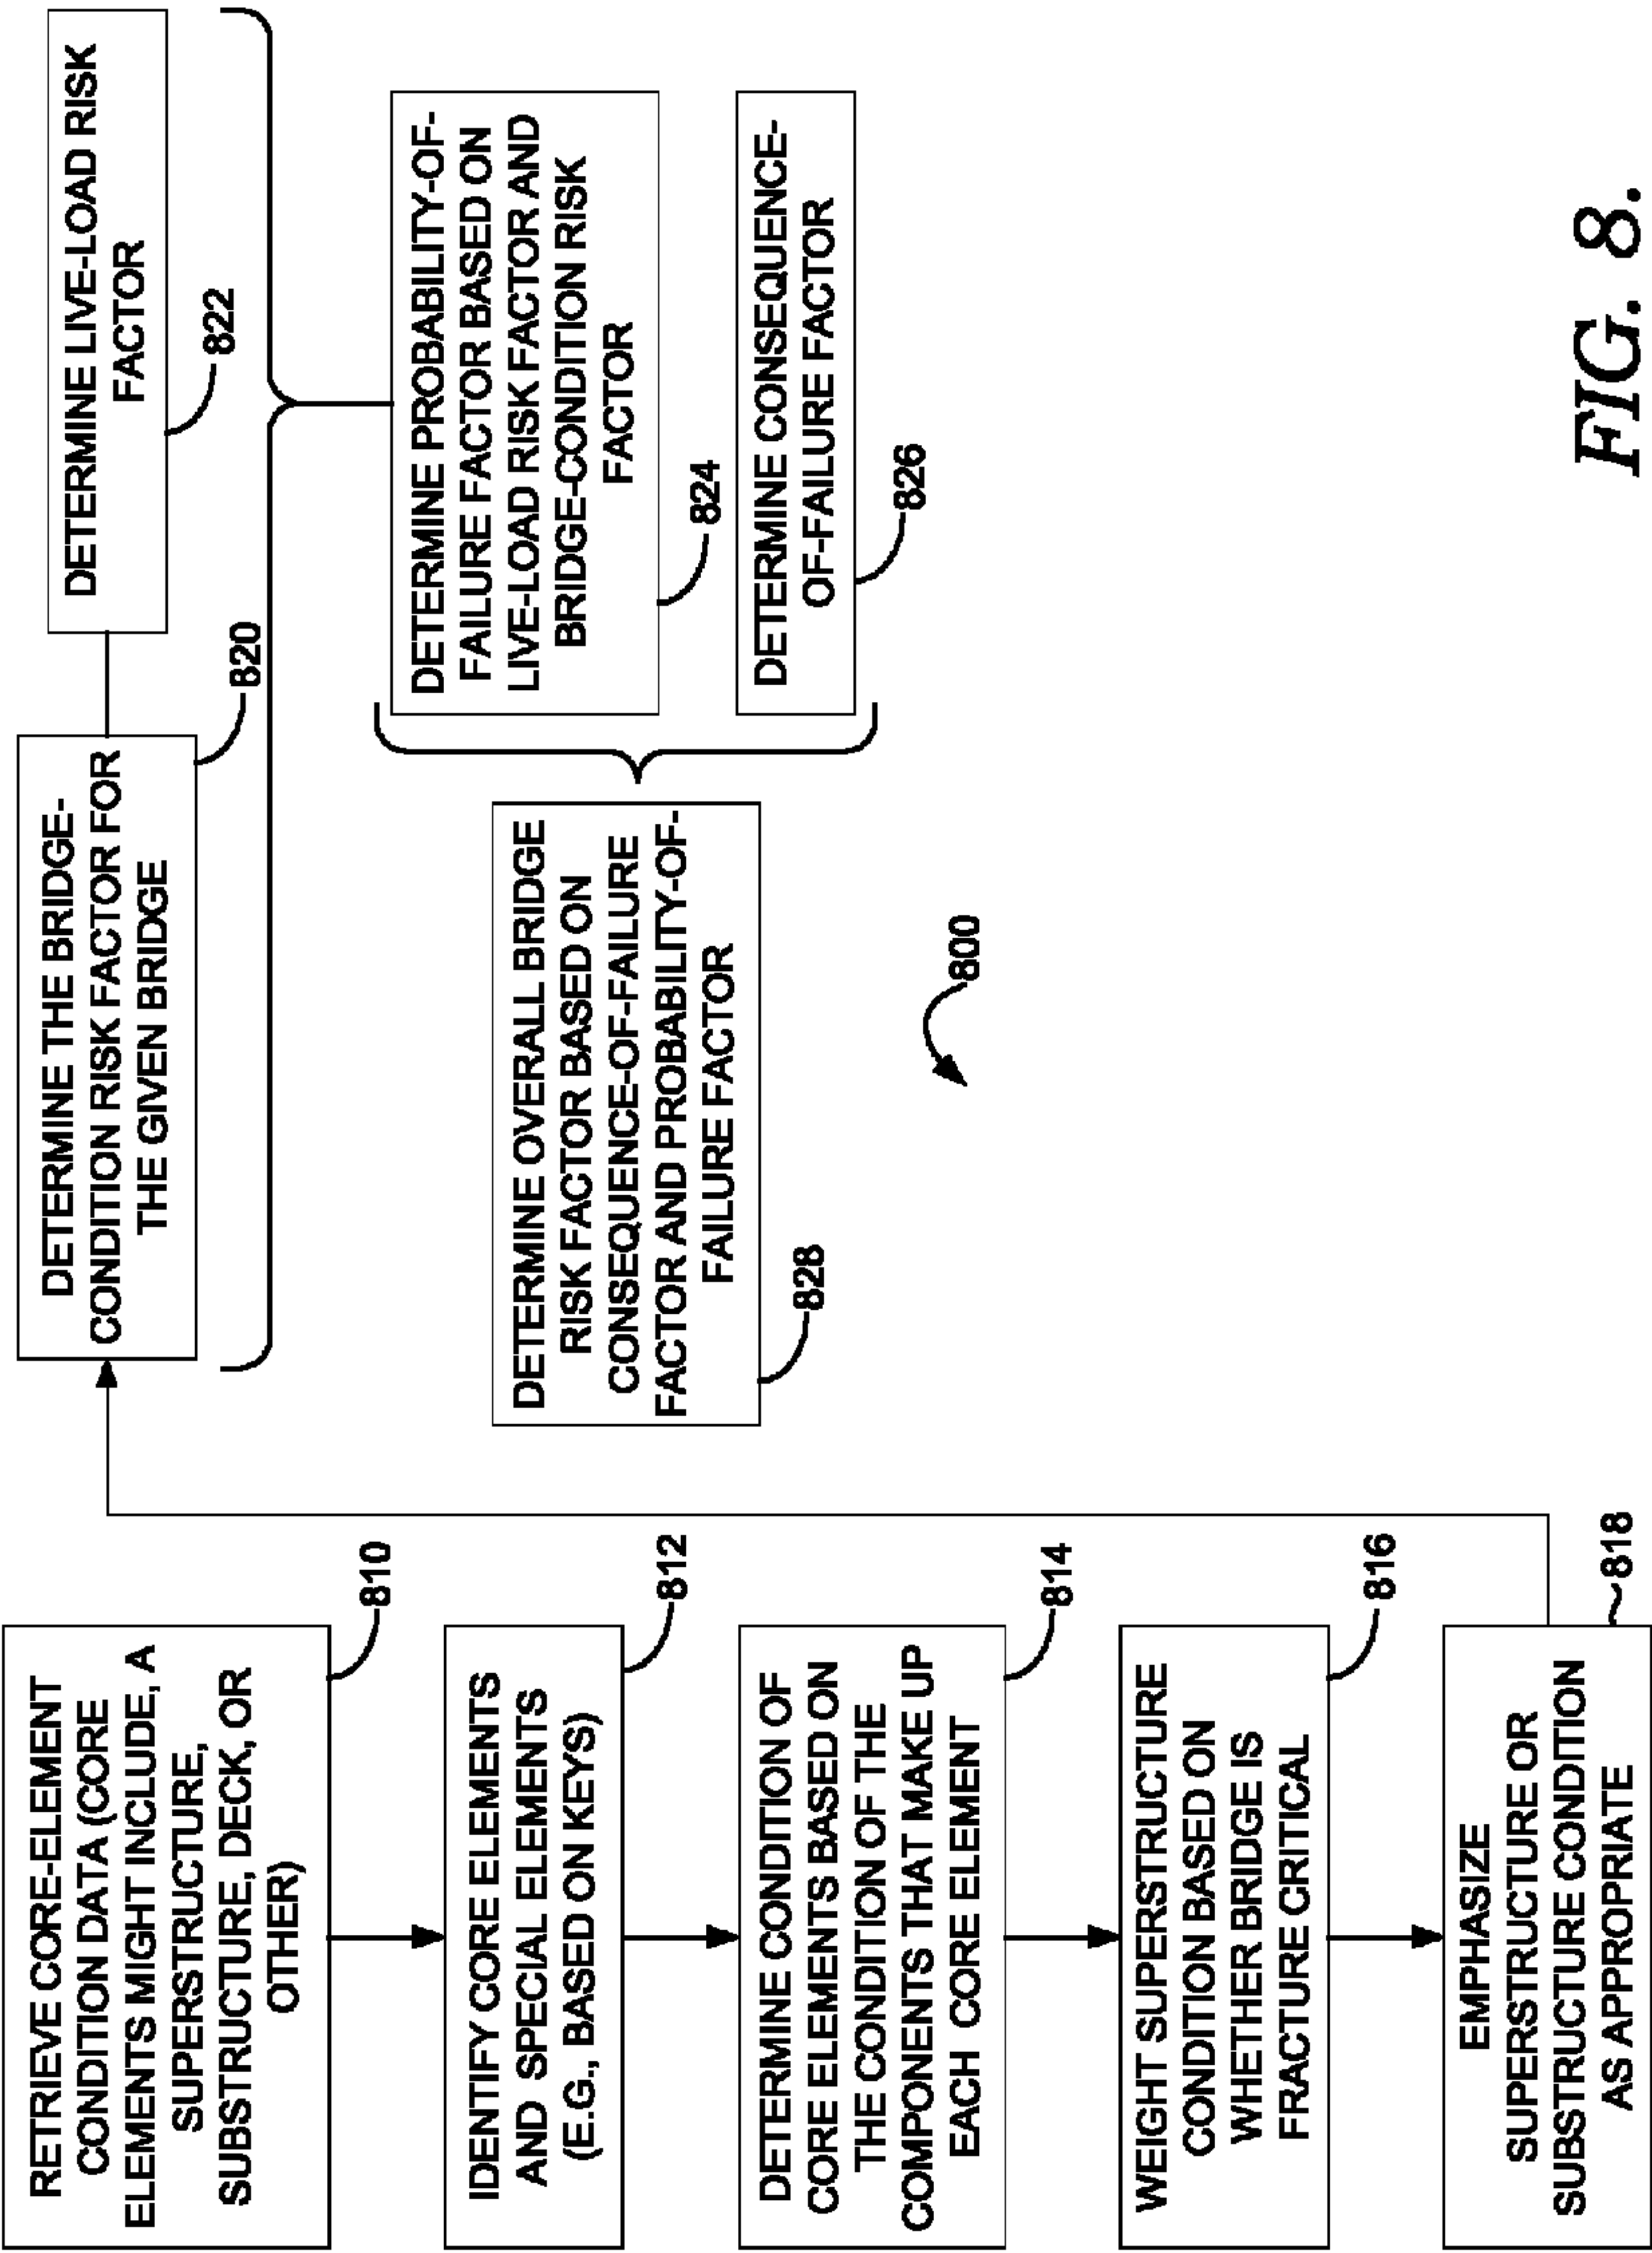 RETRIEVE CORE-ELEMENT
CONDITION DATA (CORE
ELEMENTS MIGHT INCLUDE, A
SUPERSTRUCTURE,
SUBSTRUCTURE, DECK, OR
OTHER)
810
IDENTIFY CORE ELEMENTS
AND SPECIAL ELEMENTS
(E.G., BASED ON KEYS)
812
DETERMINE CONDITION OF
CORE ELEMENTS BASED ON
THE CONDITION OF THE
COMPONENTS THAT MAKE UP
EACH CORE ELEMENT
814
WEIGHT SUPERSTRUCTURE
CONDITION BASED ON
WHETHER BRIDGE IS
FRACTURE CRITICAL
816
EMPHASIZE
SUPERSTRUCTURE OR
SUBSTRUCTURE CONDITION
AS APPROPRIATE
818
DETERMINE THE BRIDGE-
CONDITION RISK FACTOR FOR
THE GIVEN BRIDGE
820
DETERMINE LIVE-LOAD RISK
FACTOR
822
DETERMINE PROBABILITY-OF-
FAILURE FACTOR BASED ON
LIVE-LOAD RISK FACTOR AND
BRIDGE-CONDITION RISK
FACTOR
824
DETERMINE CONSEQUENCE-
OF-FAILURE FACTOR
826
DETERMINE OVERALL BRIDGE
RISK FACTOR BASED ON
CONSEQUENCE-OF-FAILURE
FACTOR AND PROBABILITY-OF-
FAILURE FACTOR
828
800
FIG. 8.